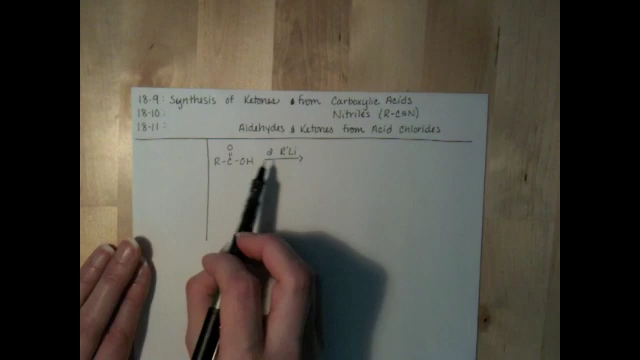 18-9: Synthesis of Ketones from Carboxylic Acids
18-10: Nitriles (R-C≡N)
18-11: Aldehydes & Ketones from Acid Chlorides
O
R-C-OH 2 R'Li